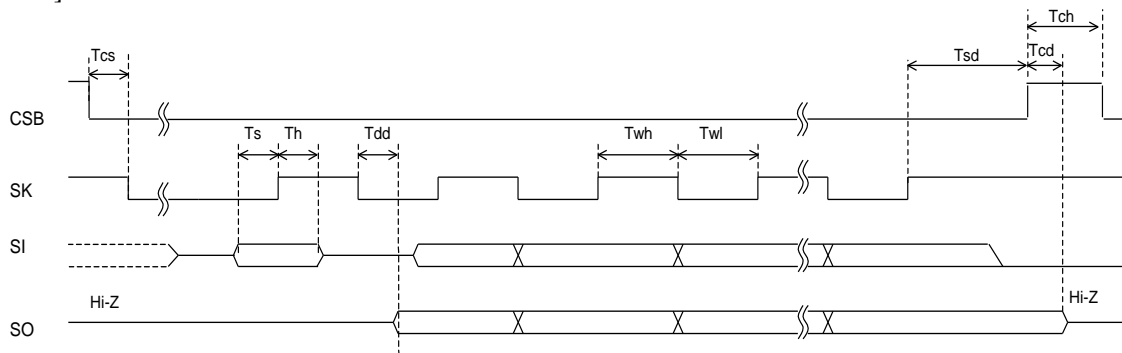 Tch
Tcs
Tsd
Tcd
CSB
Ts
Th
Tdd
Twh
Twl
SK
SI
Hi-Z
Hi-Z
SO